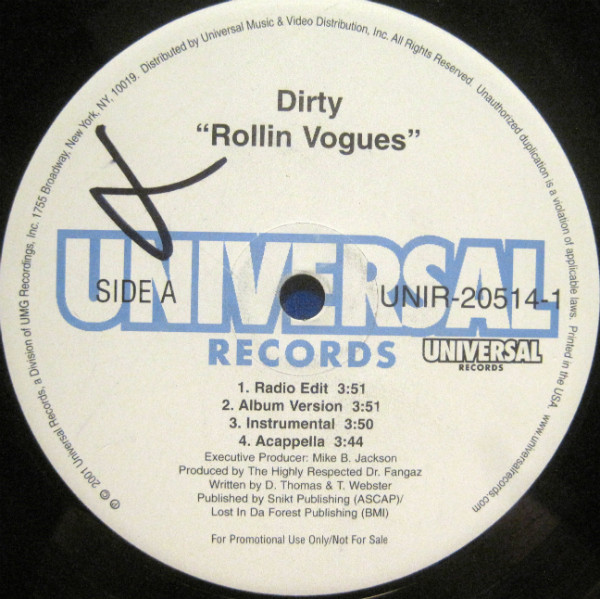 Dirty
“Rollin Vogues”
UNIVERSAL
RECORDS
SIDE A
UNIR-20514-1
UNIVERSAL
RECORDS
1. Radio Edit 3:51
2. Album Version 3:51
3. Instrumental 3:50
4. Acappella 3:44
Executive Producer: Mike B. Jackson
Produced by The Highly Respected Dr. Fangaz
Written by D. Thomas & T. Webster
Published by Snikt Publishing (ASCAP)/
Lost In Da Forest Publishing (BMI)
For Promotional Use Only/Not For Sale
℗ © 2001 Universal Records, a Division of UMG Recordings, Inc. 1755 Broadway, New York, NY, 10019. Distributed by Universal Music & Video Distribution, Inc. All Rights Reserved. Unauthorized duplication is a violation of applicable laws. Printed in the USA. www.universalrecords.com